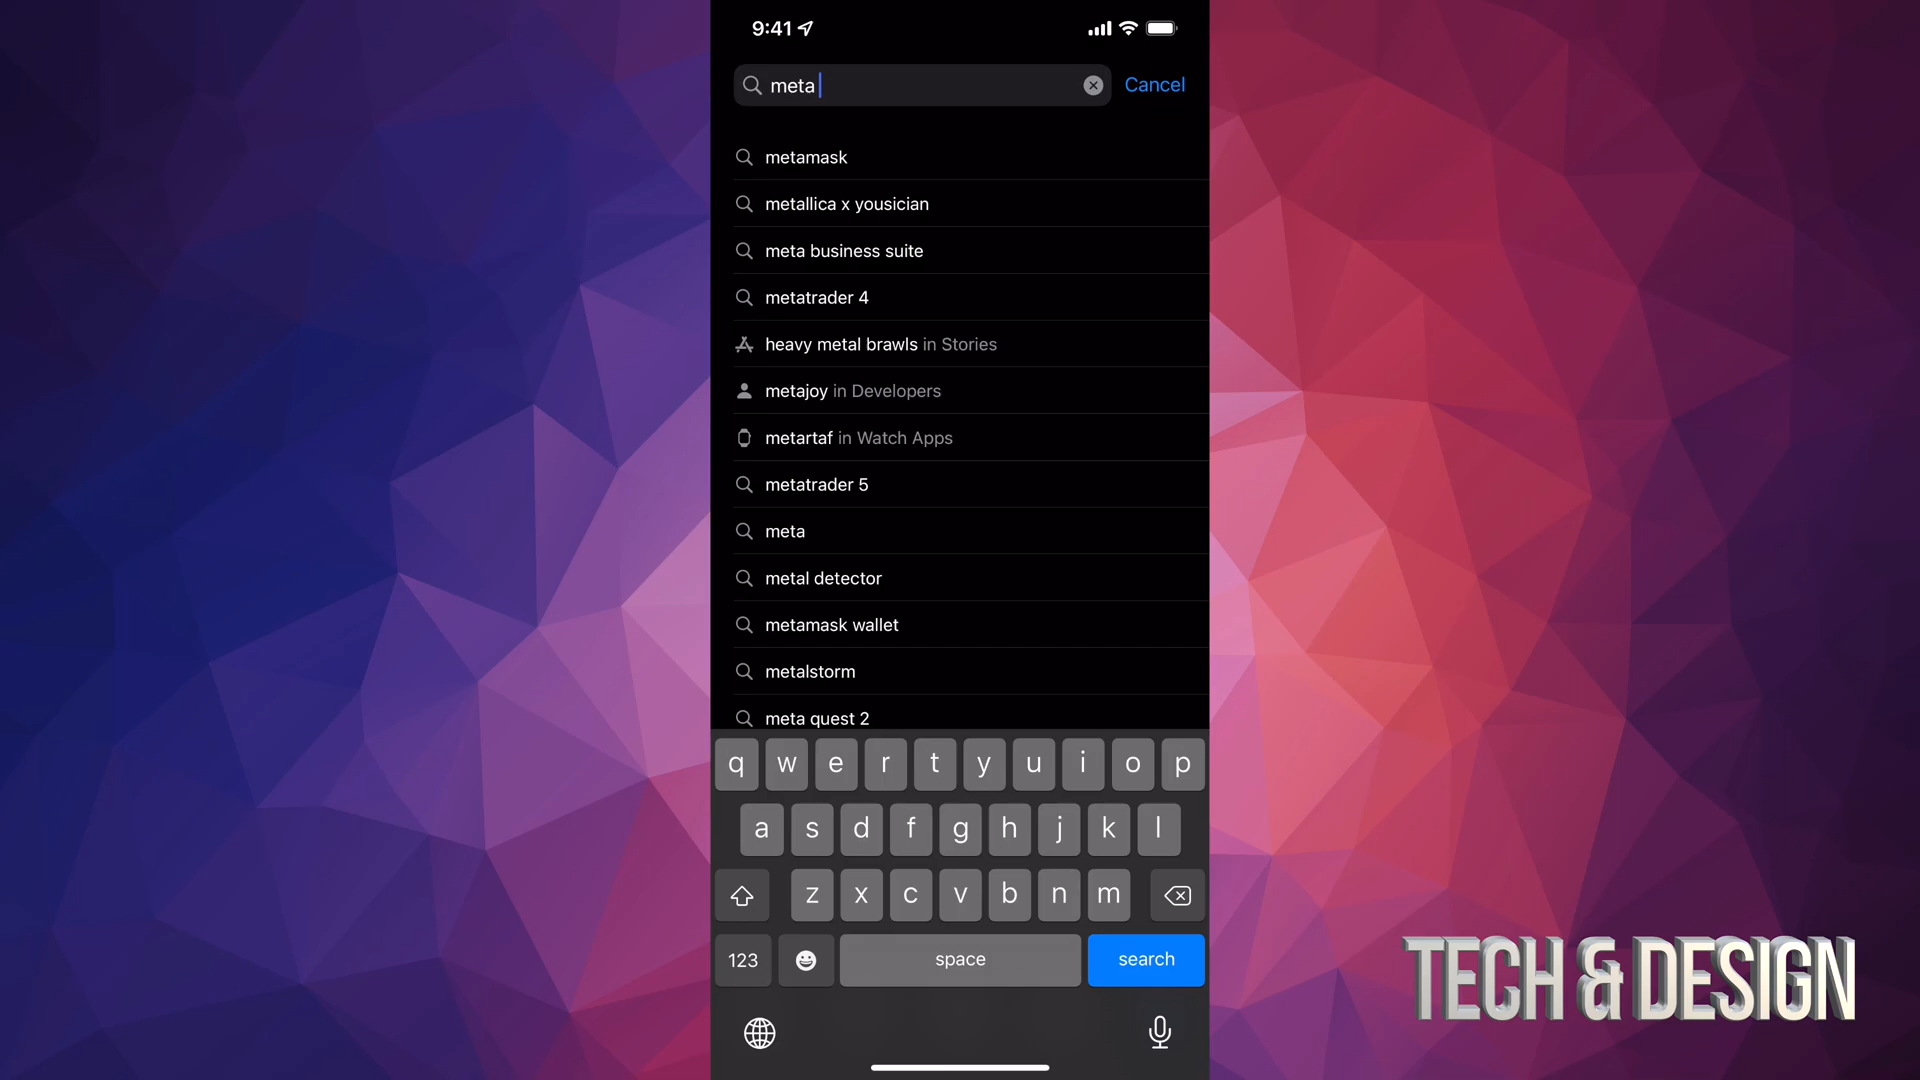 9:41
meta
Cancel
metamask
metallica x yousician
meta business suite
metatrader 4
heavy metal brawls in Stories
metajoy in Developers
metartaf in Watch Apps
metatrader 5
meta
metal detector
metamask wallet
metalstorm
meta quest 2
q w e r t y u i o p
a s d f g h j k l
z x c v b n m
123 space search
TECH & DESIGN